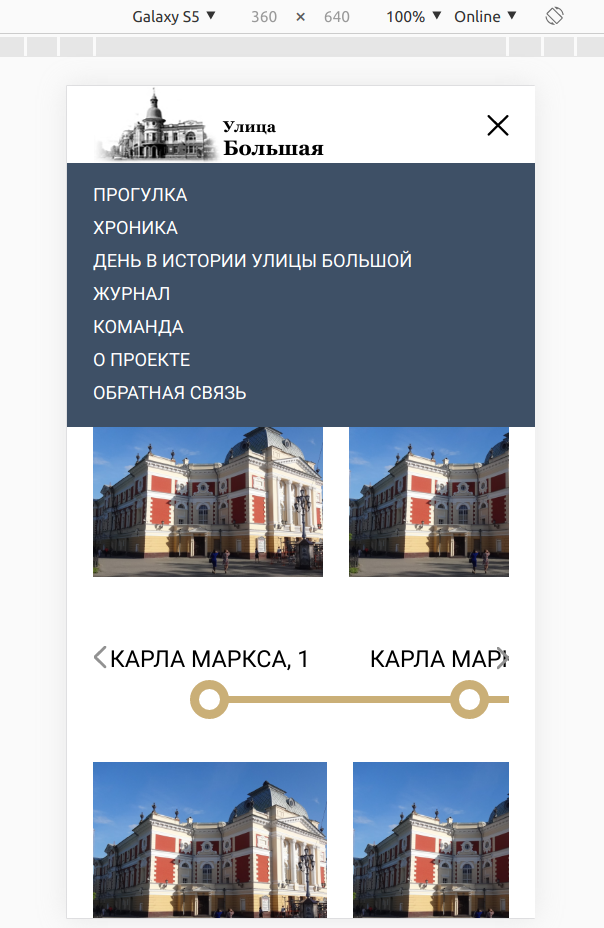 Galaxy S5 ▼ 360 × 640 100% ▼ Online ▼
Улица
Большая
ПРОГУЛКА
ХРОНИКА
ДЕНЬ В ИСТОРИИ УЛИЦЫ БОЛЬШОЙ
ЖУРНАЛ
КОМАНДА
О ПРОЕКТЕ
ОБРАТНАЯ СВЯЗЬ
КАРЛА МАРКСА, 1 КАРЛА МАР